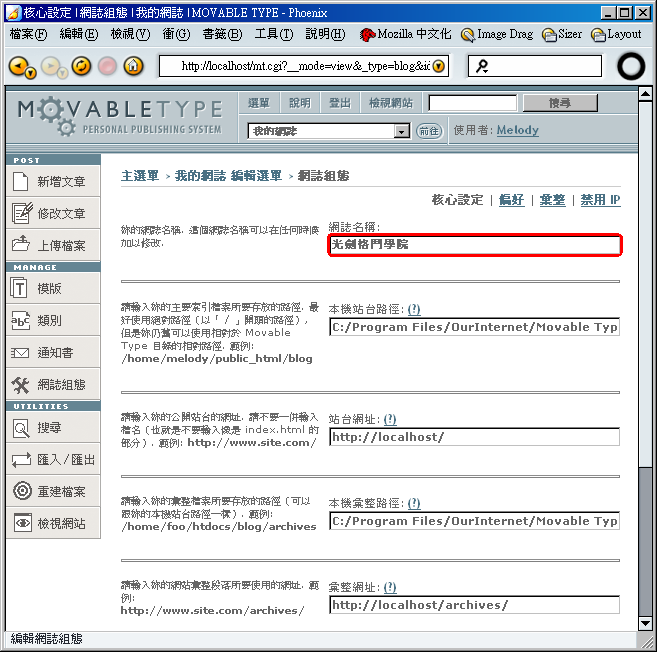 核心設定 | 網誌組態 | 我的網誌 | MOVABLE TYPE - Phoenix
檔案(F) 編輯(E) 檢視(V) 衝(G) 書籤(B) 工具(T) 說明(H) Mozilla 中文化 Image Drag Sizer Layout
http://localhost/mt.cgi?__mode=view&_type=blog&id
MOVABLETYPE
PERSONAL PUBLISHING SYSTEM
選單 說明 登出 檢視網站 搜尋
我的網誌 前往 使用者: Melody
POST
新增文章
修改文章
上傳檔案
MANAGE
模版
類別
通知書
網誌組態
UTILITIES
搜尋
匯入/匯出
重建檔案
檢視網站
主選單 > 我的網誌 編輯選單 > 網誌組態
核心設定 | 偏好 | 彙整 | 禁用 IP
妳的網誌名稱. 這個網誌名稱可以在任何時候
加以修改.
網誌名稱:
光劍格鬥學院
請輸入妳的主要索引檔案所要存放的路徑. 最
好使用絕對路徑 (以「 / 」開頭的路徑) ,
但是妳仍舊可以使用相對於 Movable
Type 目錄的相對路徑. 範例:
/home/melody/public_html/blog
本機站台路徑: (?)
C:/Program Files/OurInternet/Movable Typ
請輸入妳的公開站台的網址. 請不要一併輸入
檔名 (也就是不要輸入像是 index.html 的
部分) . 範例: http://www.site.com/
站台網址: (?)
http://localhost/
請輸入妳的彙整檔案所要存放的路徑 (可以
跟妳的本機站台路徑一樣) . 範例:
/home/foo/htdocs/blog/archives
本機彙整路徑: (?)
C:/Program Files/OurInternet/Movable Typ
請輸入妳的網站彙整段落所要使用的網址. 範
例:
http://www.site.com/archives/
彙整網址: (?)
http://localhost/archives/
編輯網誌組態